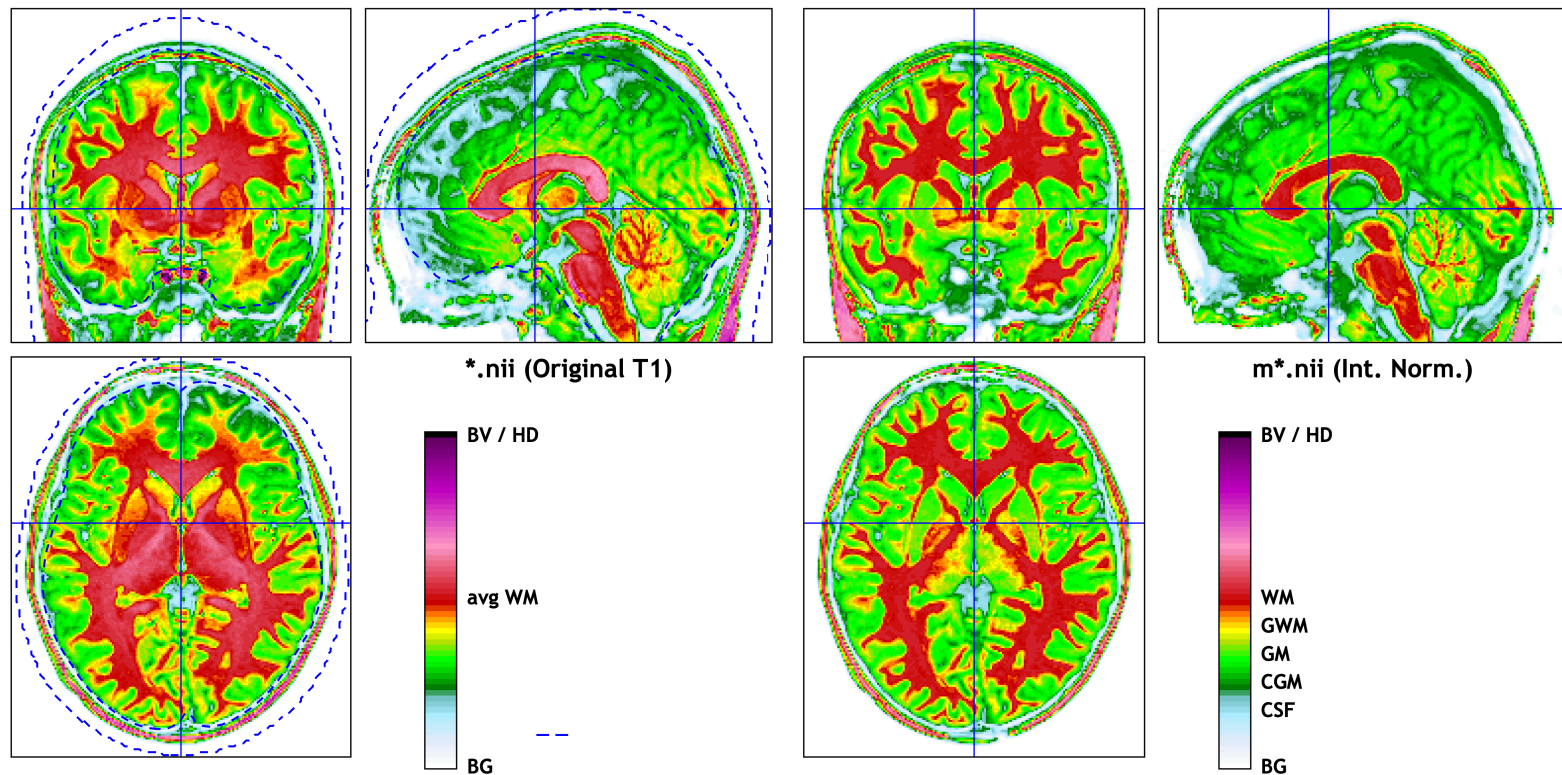 *.nii (Original T1)
BV / HD
avg WM
BG
m*.nii (Int. Norm.)
BV / HD
WM
GWM
GM
CGM
CSF
BG